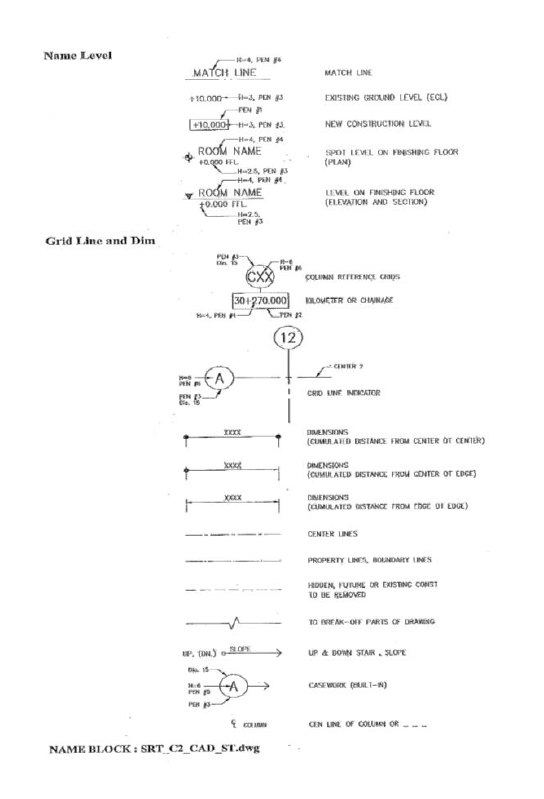 Name Level
H=6, PEN #6
MATCH LINE MATCH LINE
+10.000 H=3, PEN #3 EXISTING GROUND LEVEL (EGL)
PEN #1
+10,000 H=3, PEN #3. NEW CONSTRUCTION LEVEL
H=4, PEN #4
ROOM NAME SPOT LEVEL ON FINISHING FLOOR
+0.000 FFL. (PLAN)
H=2.5, PEN #3
H=4, PEN #4
ROOM NAME LEVEL ON FINISHING FLOOR
+0.000 FFL. (ELEVATION AND SECTION)
H=2.5,
PEN #3
Grid Line and Dim
PEN #3
Dia. 15
H=6
PEN #6
CXX COLUMN REFERENCE GRIDS
30+270.000 KILOMETER OR CHAINAGE
H=4, PEN #4 PEN #2
12
CENTER 2
H=6
PEN #6
A
PEN #3
Dia. 15
GRID LINE INDICATOR
XXXX DIMENSIONS
(CUMULATED DISTANCE FROM CENTER OT CENTER)
XXXX DIMENSIONS
(CUMULATED DISTANCE FROM CENTER OT EDGE)
XXXX DIMENSIONS
(CUMULATED DISTANCE FROM EDGE OT EDGE)
CENTER LINES
PROPERTY LINES, BOUNDARY LINES
HIDDEN, FUTURE OR EXISTING CONST
TO BE REMOVED
TO BREAK-OFF PARTS OF DRAWING
UP, (DN.) SLOPE UP & DOWN STAIR , SLOPE
Dia. 15
H=6
PEN #6
A CASEWORK (BUILT-IN)
PEN #3
℄ COLUMN CEN LINE OF COLUMN OR _ _ _
NAME BLOCK : SRT_C2_CAD_ST.dwg